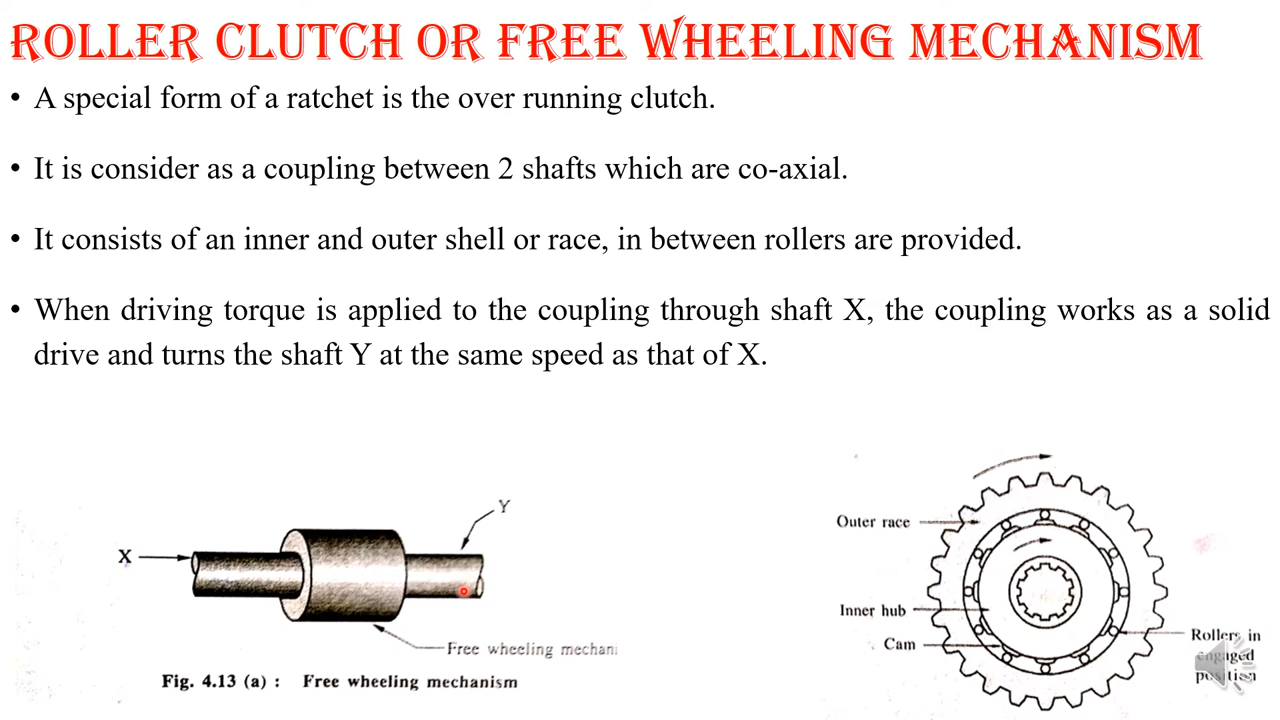 ROLLER CLUTCH OR FREE WHEELING MECHANISM
• A special form of a ratchet is the over running clutch.
• It is consider as a coupling between 2 shafts which are co-axial.
• It consists of an inner and outer shell or race, in between rollers are provided.
• When driving torque is applied to the coupling through shaft X, the coupling works as a solid
drive and turns the shaft Y at the same speed as that of X.
Y
X
Free wheeling mechani
Fig. 4.13 (a) : Free wheeling mechanism
Outer race
Inner hub
Cam
Rollers in
engaged
position